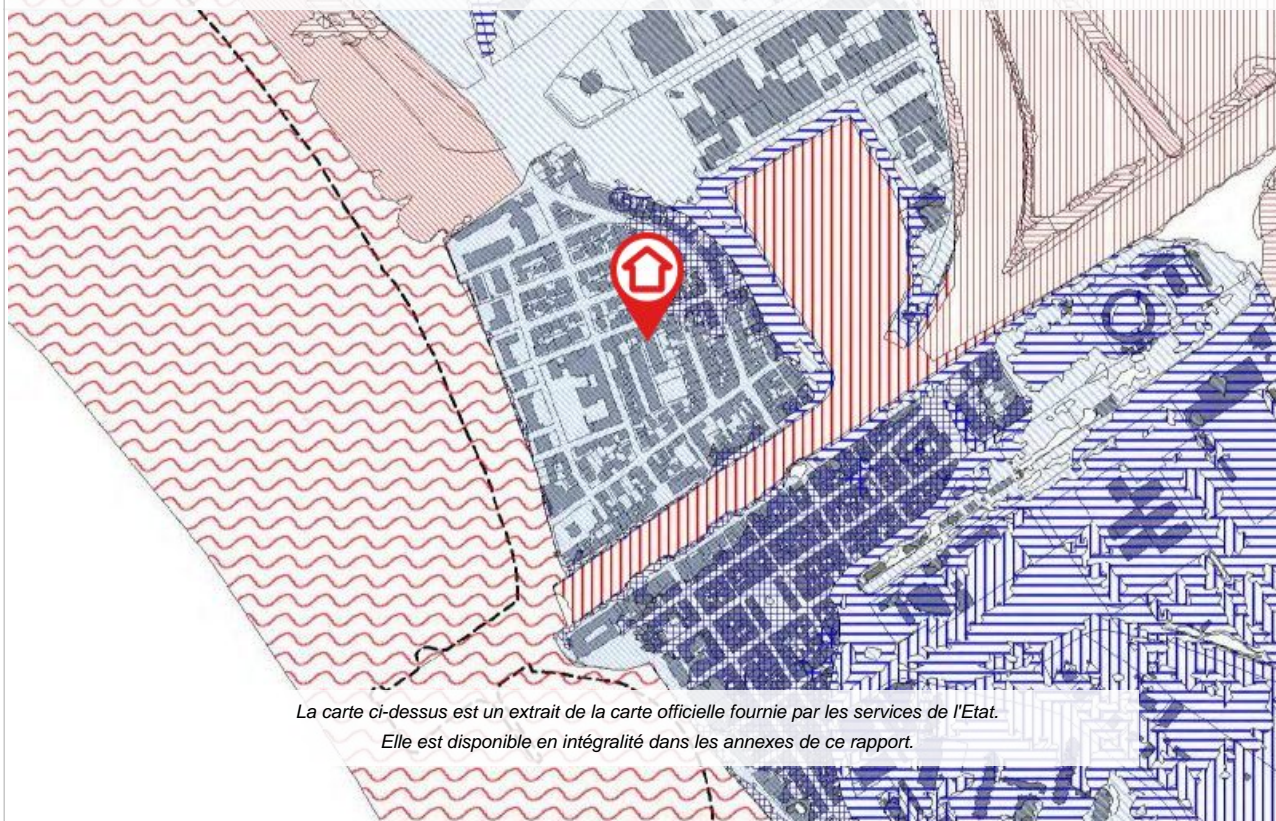 La carte ci-dessus est un extrait de la carte officielle fournie par les services de l'Etat.
Elle est disponible en intégralité dans les annexes de ce rapport.